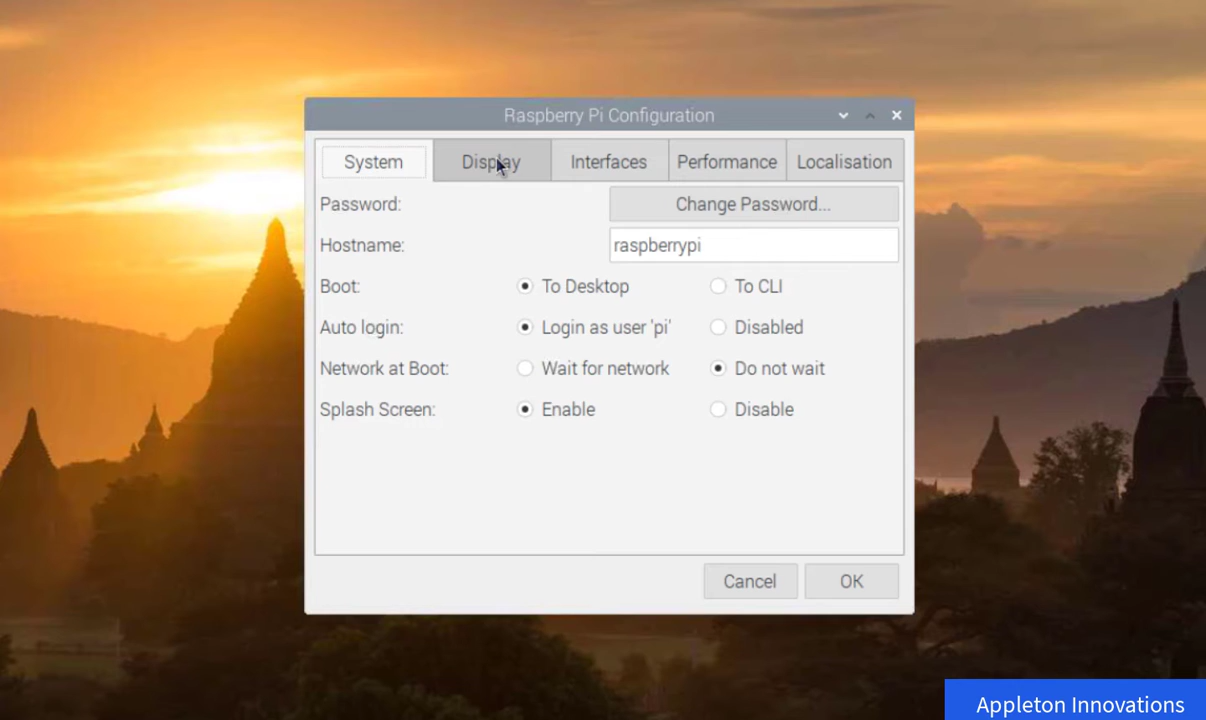 Raspberry Pi Configuration
System Display Interfaces Performance Localisation
Password: Change Password...
Hostname: raspberrypi
Boot: To Desktop To CLI
Auto login: Login as user 'pi' Disabled
Network at Boot: Wait for network Do not wait
Splash Screen: Enable Disable
Cancel OK
Appleton Innovations